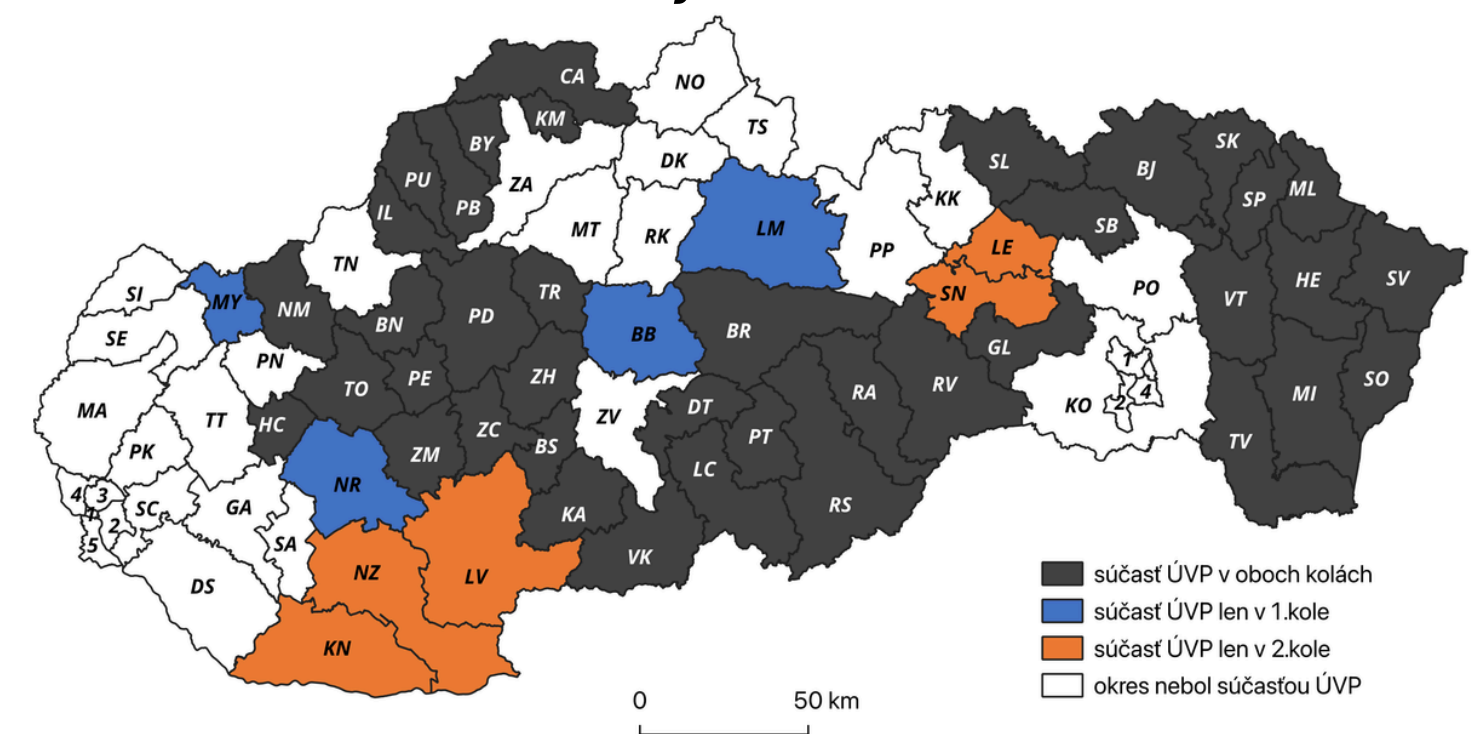 NO
CA
KM
TS
BY
DK
SK
SL
BJ
PU
ZA
ML
SP
KK
IL
PB
MT
RK
LM
SB
LE
PP
TN
SI
MY
NM
TR
SN
PO
VT
HE
SV
BN
PD
BB
BR
GL
SE
PN
TO
PE
ZH
RA
RV
1
4
2
KO
MI
SO
MA
TT
HC
ZC
ZV
DT
PT
TV
PK
ZM
BS
LC
NR
4
3
SC
GA
1
2
5
SA
KA
RS
VK
DS
NZ
LV
KN
súčasť ÚVP v oboch kolách
súčasť ÚVP len v 1.kole
súčasť ÚVP len v 2.kole
okres nebol súčasťou ÚVP
0 50 km